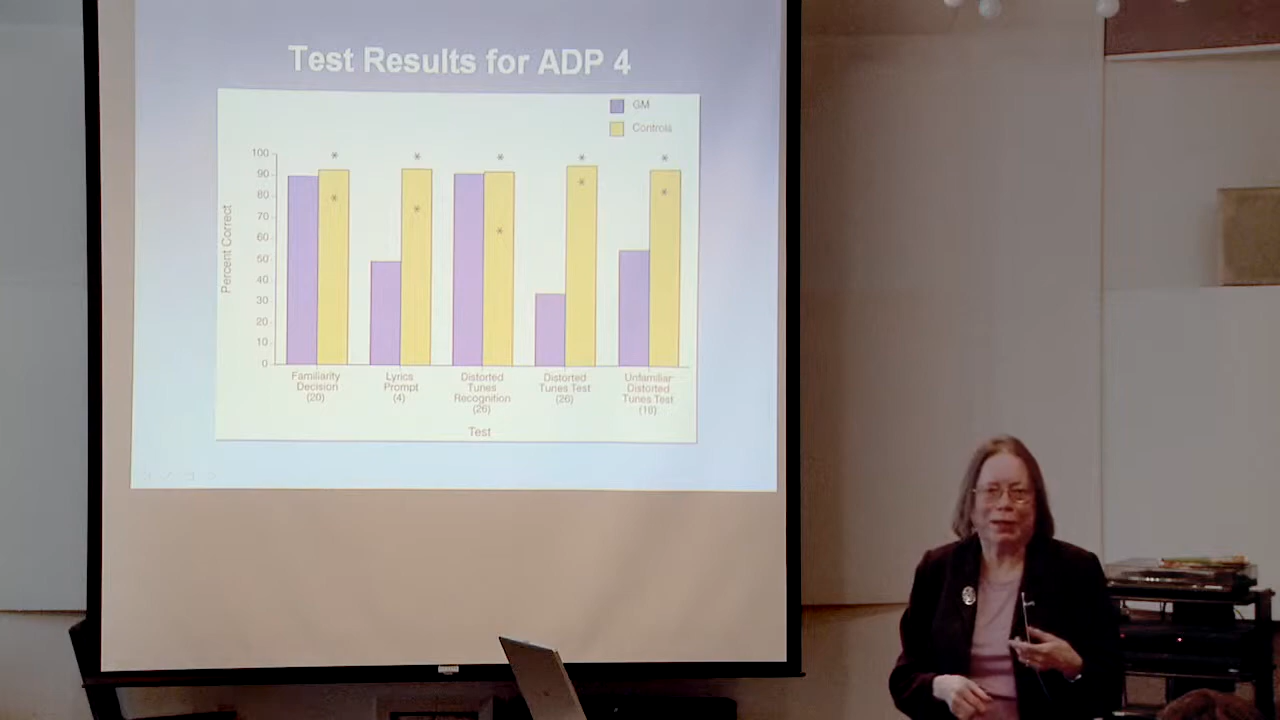 Test Results for ADP 4
GM
Controls
100
90
80
70
60
50
40
30
20
10
0
Percent Correct
Familiarity
Decision
(20)
Lyrics
Prompt
(4)
Distorted
Tunes
Recognition
(26)
Distorted
Tunes Test
(26)
Unfamiliar
Distorted
Tunes Test
(18)
Test